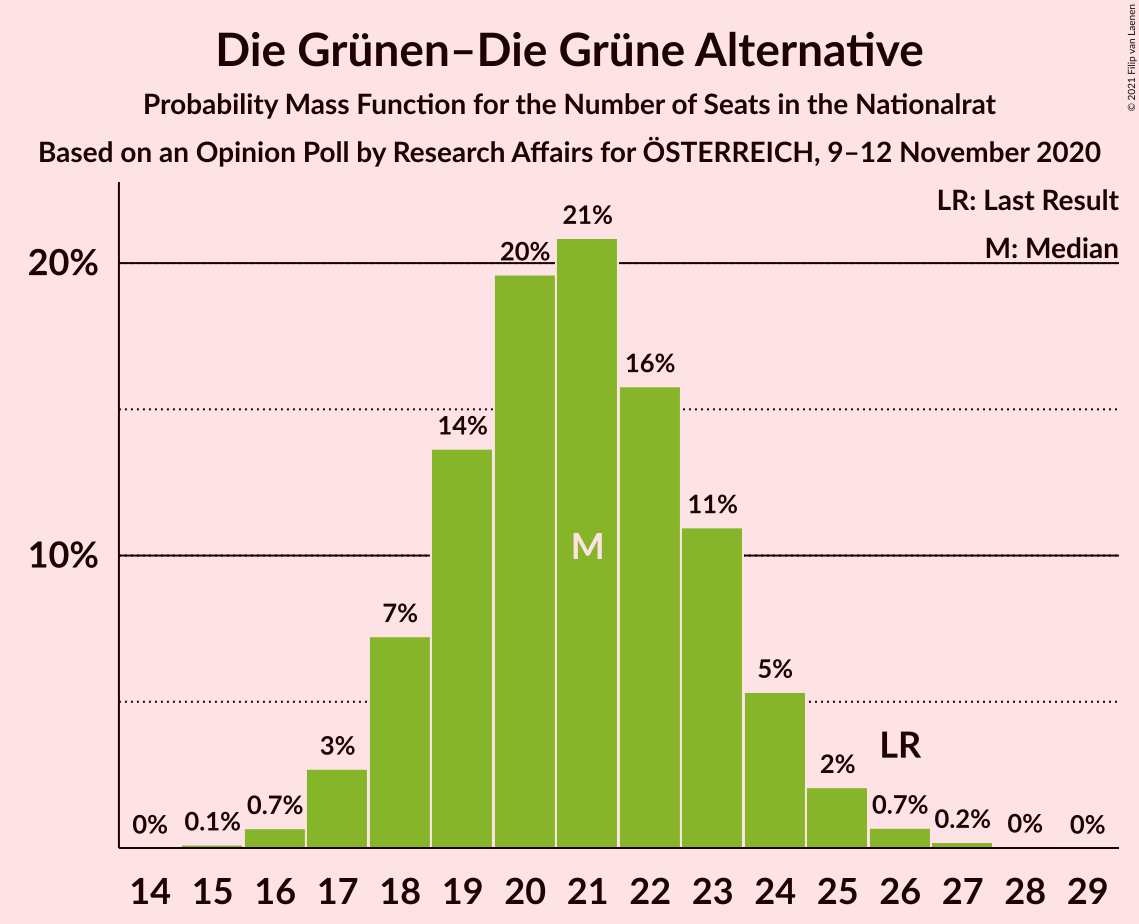 Die Grünen–Die Grüne Alternative
Probability Mass Function for the Number of Seats in the Nationalrat
Based on an Opinion Poll by Research Affairs for ÖSTERREICH, 9–12 November 2020
© 2021 Filip van Laenen
LR: Last Result
M: Median
20%
10%
0%
0.1%
0.7%
3%
7%
14%
20%
21%
16%
11%
5%
2%
0.7%
0.2%
0%
0%
M
LR
14 15 16 17 18 19 20 21 22 23 24 25 26 27 28 29